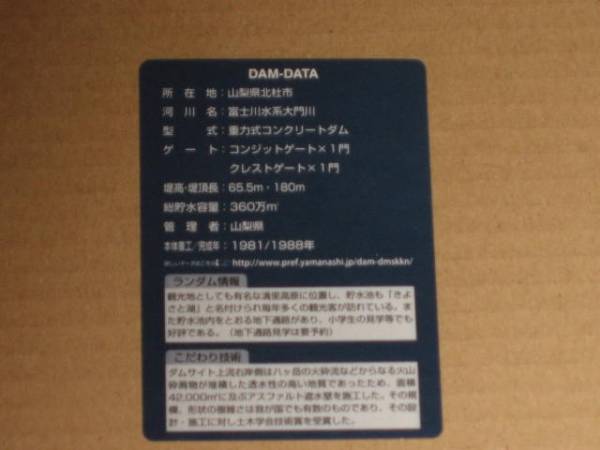 DAM-DATA
所在地：山梨県北杜市
河川名：富士川水系大門川
型式：重力式コンクリートダム
ゲート：コンジットゲート×1門
クレストゲート×1門
堤高・堤頂長：65.5m・180m
総貯水容量：360万㎥
管理者：山梨県
本体着工/完成年：1981/1988年
http://www.pref.yamanashi.jp/dam-dmskkn/
ランダム情報
観光地としても有名な清里高原に位置し、貯水池も「きよ
さと湖」と名付けられ毎年多くの観光客が訪れている。ま
た貯水池内をとおる地下通路があり、小学生の見学等でも
好評である。（地下通路見学は要予約）
こだわり技術
ダムサイト上流右岸側は八ヶ岳の火砕流などからなる火山
砕屑物が堆積した透水性の高い地質であったため、面積
42,000㎡に及ぶアスファルト遮水壁を施工した。その規
模、形状の複雑さは我が国でも有数のものであり、その設
計・施工に対し土木学会技術賞を受賞した。